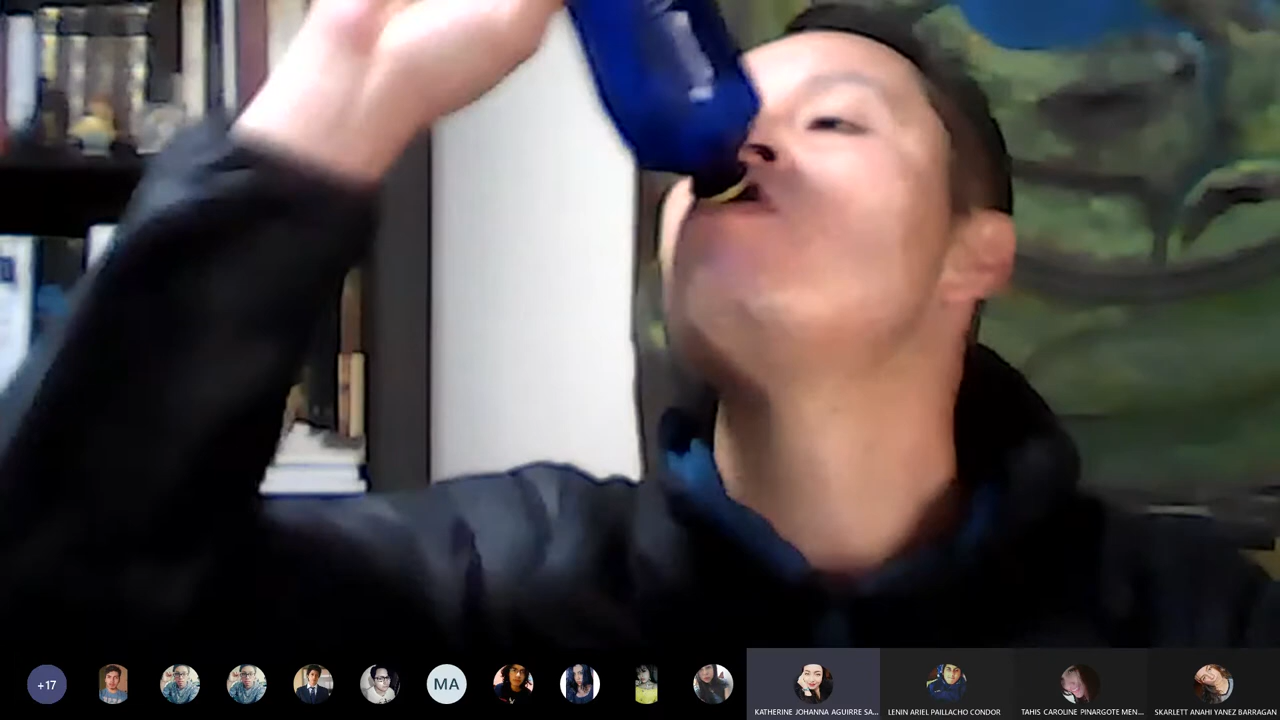 +17
MA
KATHERINE JOHANNA AGUIRRE SA...
LENIN ARIEL PAILLACHO CONDOR
TAHIS CAROLINE PINARGOTE MEN...
SKARLETT ANAHI YANEZ BARRAGAN